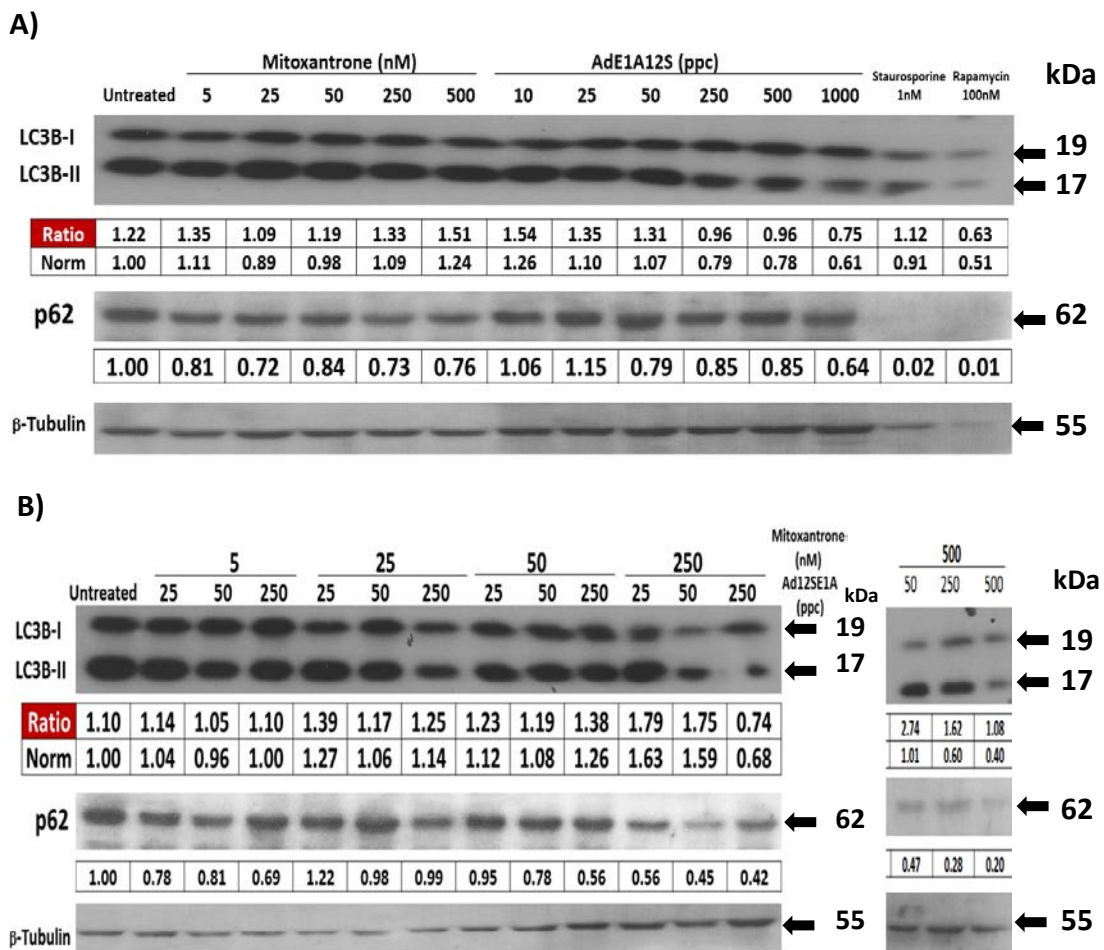 A)
Mitoxantrone (nM) AdE1A12S (ppc) Staurosporine Rapamycin kDa
Untreated 5 25 50 250 500 10 25 50 250 500 1000 1nM 100nM
LC3B-I 19
LC3B-II 17
Ratio 1.22 1.35 1.09 1.19 1.33 1.51 1.54 1.35 1.31 0.96 0.96 0.75 1.12 0.63
Norm 1.00 1.11 0.89 0.98 1.09 1.24 1.26 1.10 1.07 0.79 0.78 0.61 0.91 0.51
p62 62
1.00 0.81 0.72 0.84 0.73 0.76 1.06 1.15 0.79 0.85 0.85 0.64 0.02 0.01
β-Tubulin 55
B)
Mitoxantrone
(nM)
Ad12SE1A
(ppc)
5 25 50 250 500
Untreated 25 50 250 25 50 250 25 50 250 25 50 250 kDa 50 250 500 kDa
LC3B-I 19 19
LC3B-II 17 17
Ratio 1.10 1.14 1.05 1.10 1.39 1.17 1.25 1.23 1.19 1.38 1.79 1.75 0.74 2.74 1.62 1.08
Norm 1.00 1.04 0.96 1.00 1.27 1.06 1.14 1.12 1.08 1.26 1.63 1.59 0.68 1.01 0.60 0.40
p62 62 62
1.00 0.78 0.81 0.69 1.22 0.98 0.99 0.95 0.78 0.56 0.56 0.45 0.42 0.47 0.28 0.20
β-Tubulin 55 55